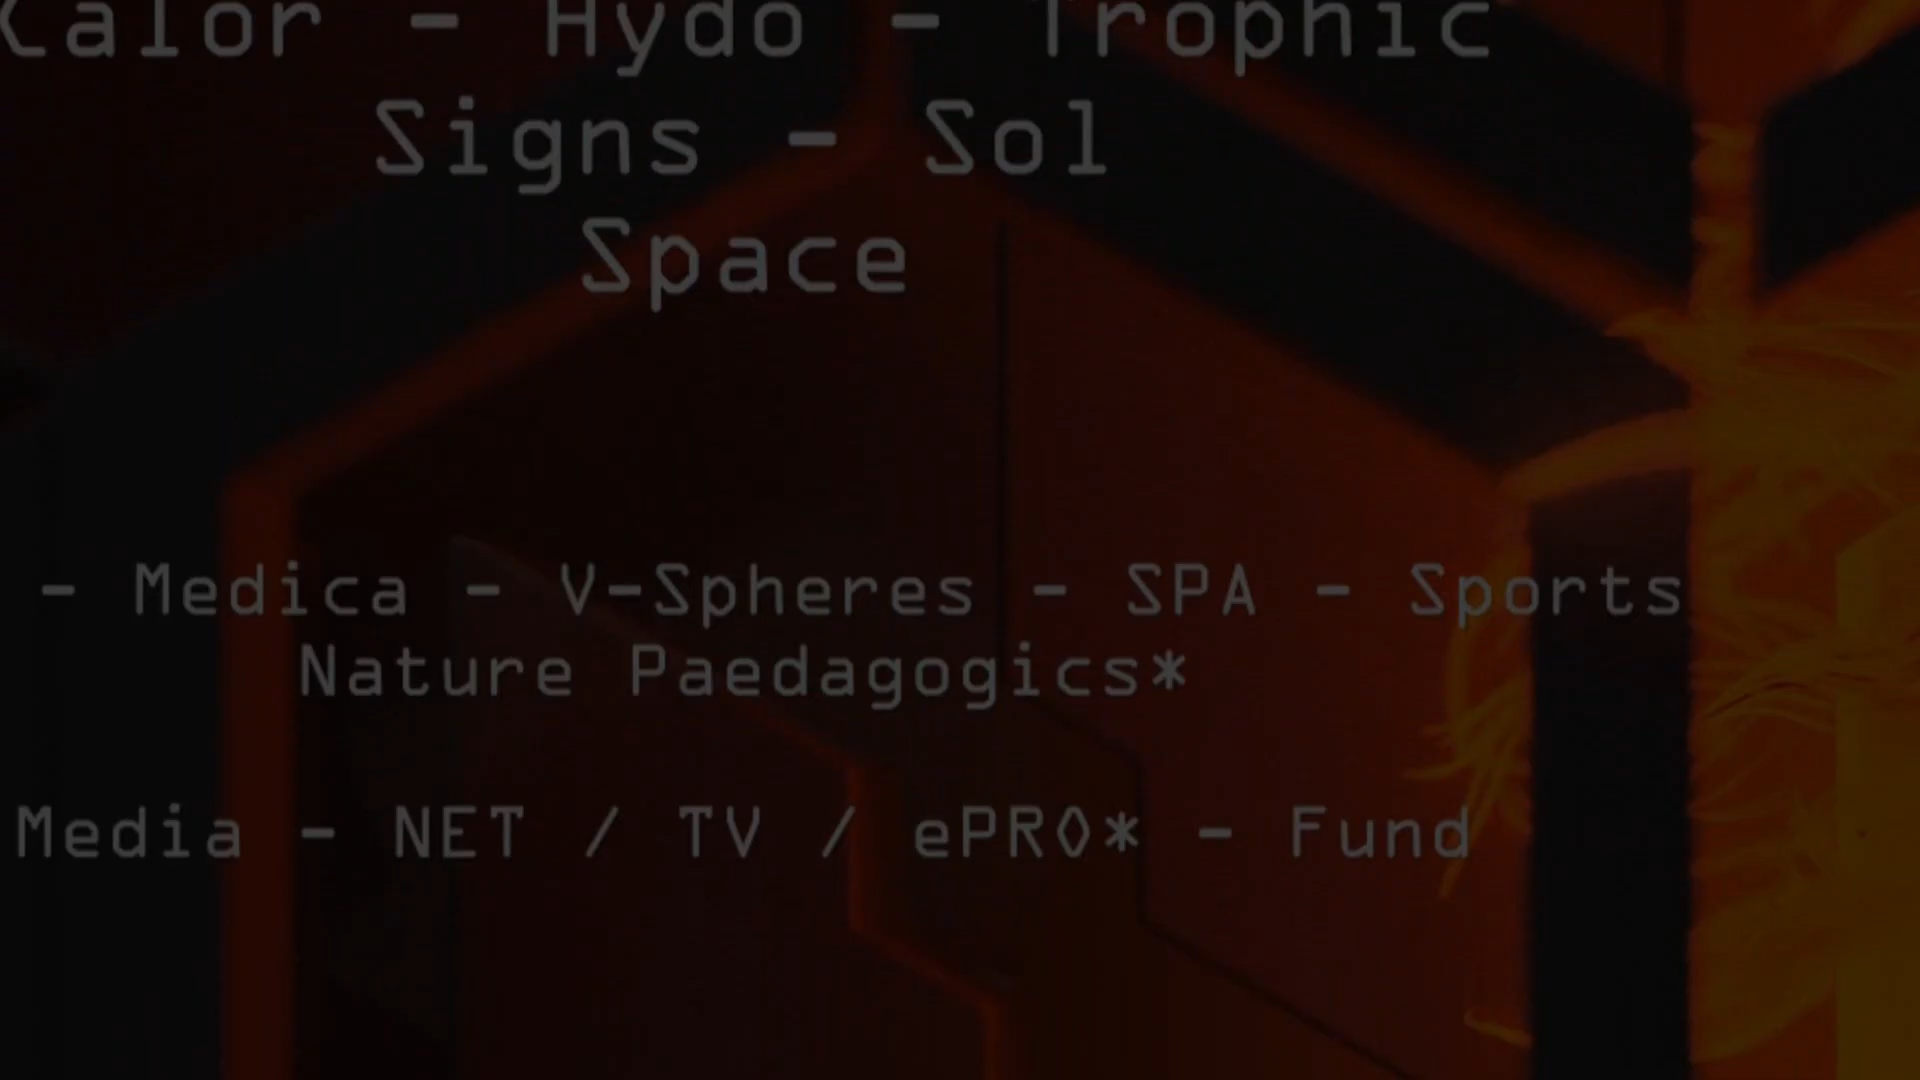 Calor - Hydo - Trophic
Signs - Sol
Space
- Medica - V-Spheres - SPA - Sports
Nature Paedagogics*
Media - NET / TV / ePRO* - Fund